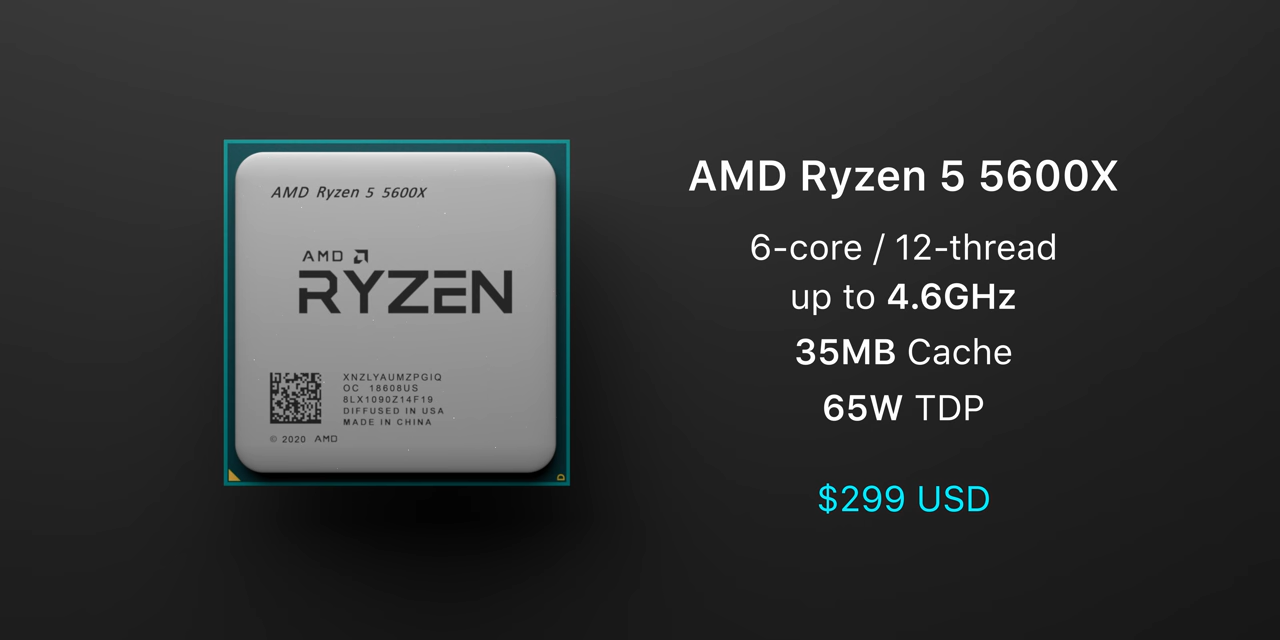 AMD Ryzen 5 5600X
AMD
RYZEN
XNZLYAUMZPGIQ
OC 18608US
8LX1090Z14F19
DIFFUSED IN USA
MADE IN CHINA
© 2020 AMD
D
AMD Ryzen 5 5600X
6-core / 12-thread
up to 4.6GHz
35MB Cache
65W TDP
$299 USD